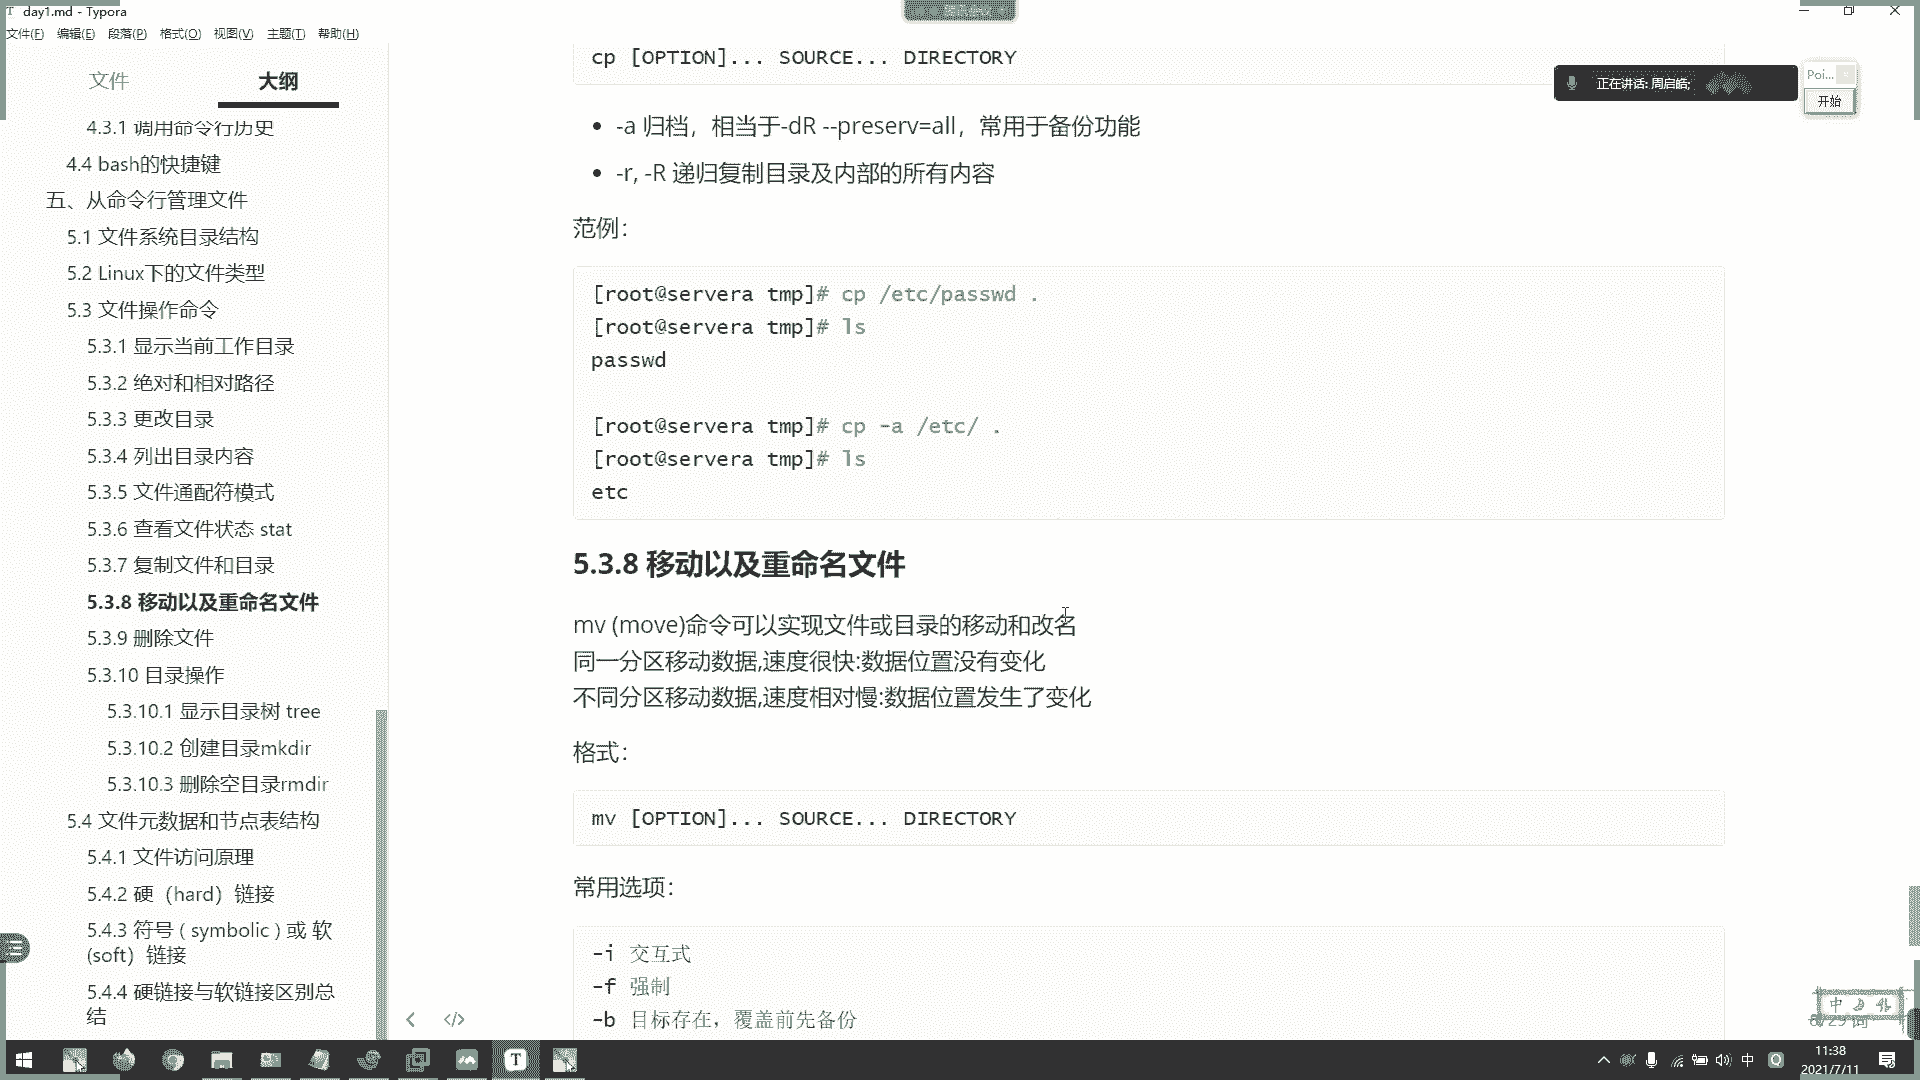 day1.md - Typora
文件(F) 编辑(E) 段落(P) 格式(O) 视图(V) 主题(T) 帮助(H)
文件 大纲
4.3.1 调用命令行历史
4.4 bash的快捷键
五、从命令行管理文件
5.1 文件系统目录结构
5.2 Linux下的文件类型
5.3 文件操作命令
5.3.1 显示当前工作目录
5.3.2 绝对和相对路径
5.3.3 更改目录
5.3.4 列出目录内容
5.3.5 文件通配符模式
5.3.6 查看文件状态 stat
5.3.7 复制文件和目录
5.3.8 移动以及重命名文件
5.3.9 删除文件
5.3.10 目录操作
5.3.10.1 显示目录树 tree
5.3.10.2 创建目录mkdir
5.3.10.3 删除空目录rmdir
5.4 文件元数据和节点表结构
5.4.1 文件访问原理
5.4.2 硬（hard）链接
5.4.3 符号 ( symbolic ) 或 软
(soft）链接
5.4.4 硬链接与软链接区别总
结
cp [OPTION]... SOURCE... DIRECTORY
-a 归档，相当于-dR --preserv=all，常用于备份功能
-r, -R 递归复制目录及内部的所有内容
范例：
[root@servera tmp]# cp /etc/passwd .
[root@servera tmp]# ls
passwd
[root@servera tmp]# cp -a /etc/ .
[root@servera tmp]# ls
etc
5.3.8 移动以及重命名文件
mv (move)命令可以实现文件或目录的移动和改名
同一分区移动数据,速度很快:数据位置没有变化
不同分区移动数据,速度相对慢:数据位置发生了变化
格式：
mv [OPTION]... SOURCE... DIRECTORY
常用选项：
-i 交互式
-f 强制
-b 目标存在，覆盖前先备份
正在讲话: 周启皓;
Poi...
开始
中
11:38
2021/7/11